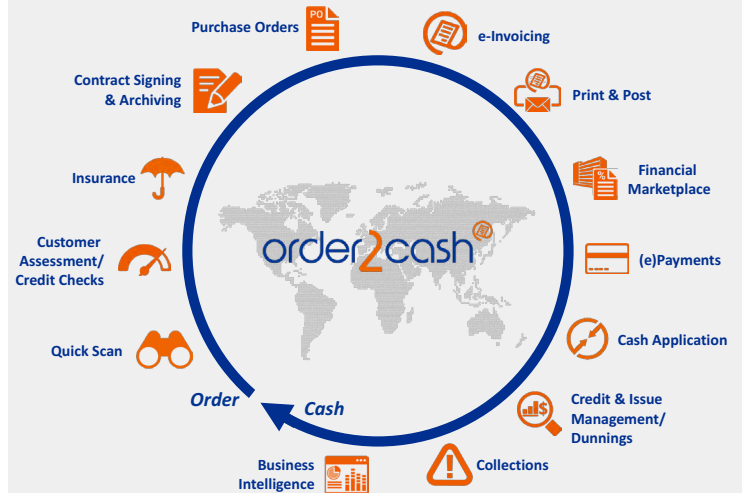 Purchase Orders
PO
e-Invoicing
Contract Signing
& Archiving
Print & Post
Insurance
%
Financial
Marketplace
order2cash
Customer
Assessment/
Credit Checks
(e)Payments
Quick Scan
Cash Application
Order
Cash
$
Credit & Issue
Management/
Dunnings
Business
Intelligence
Collections